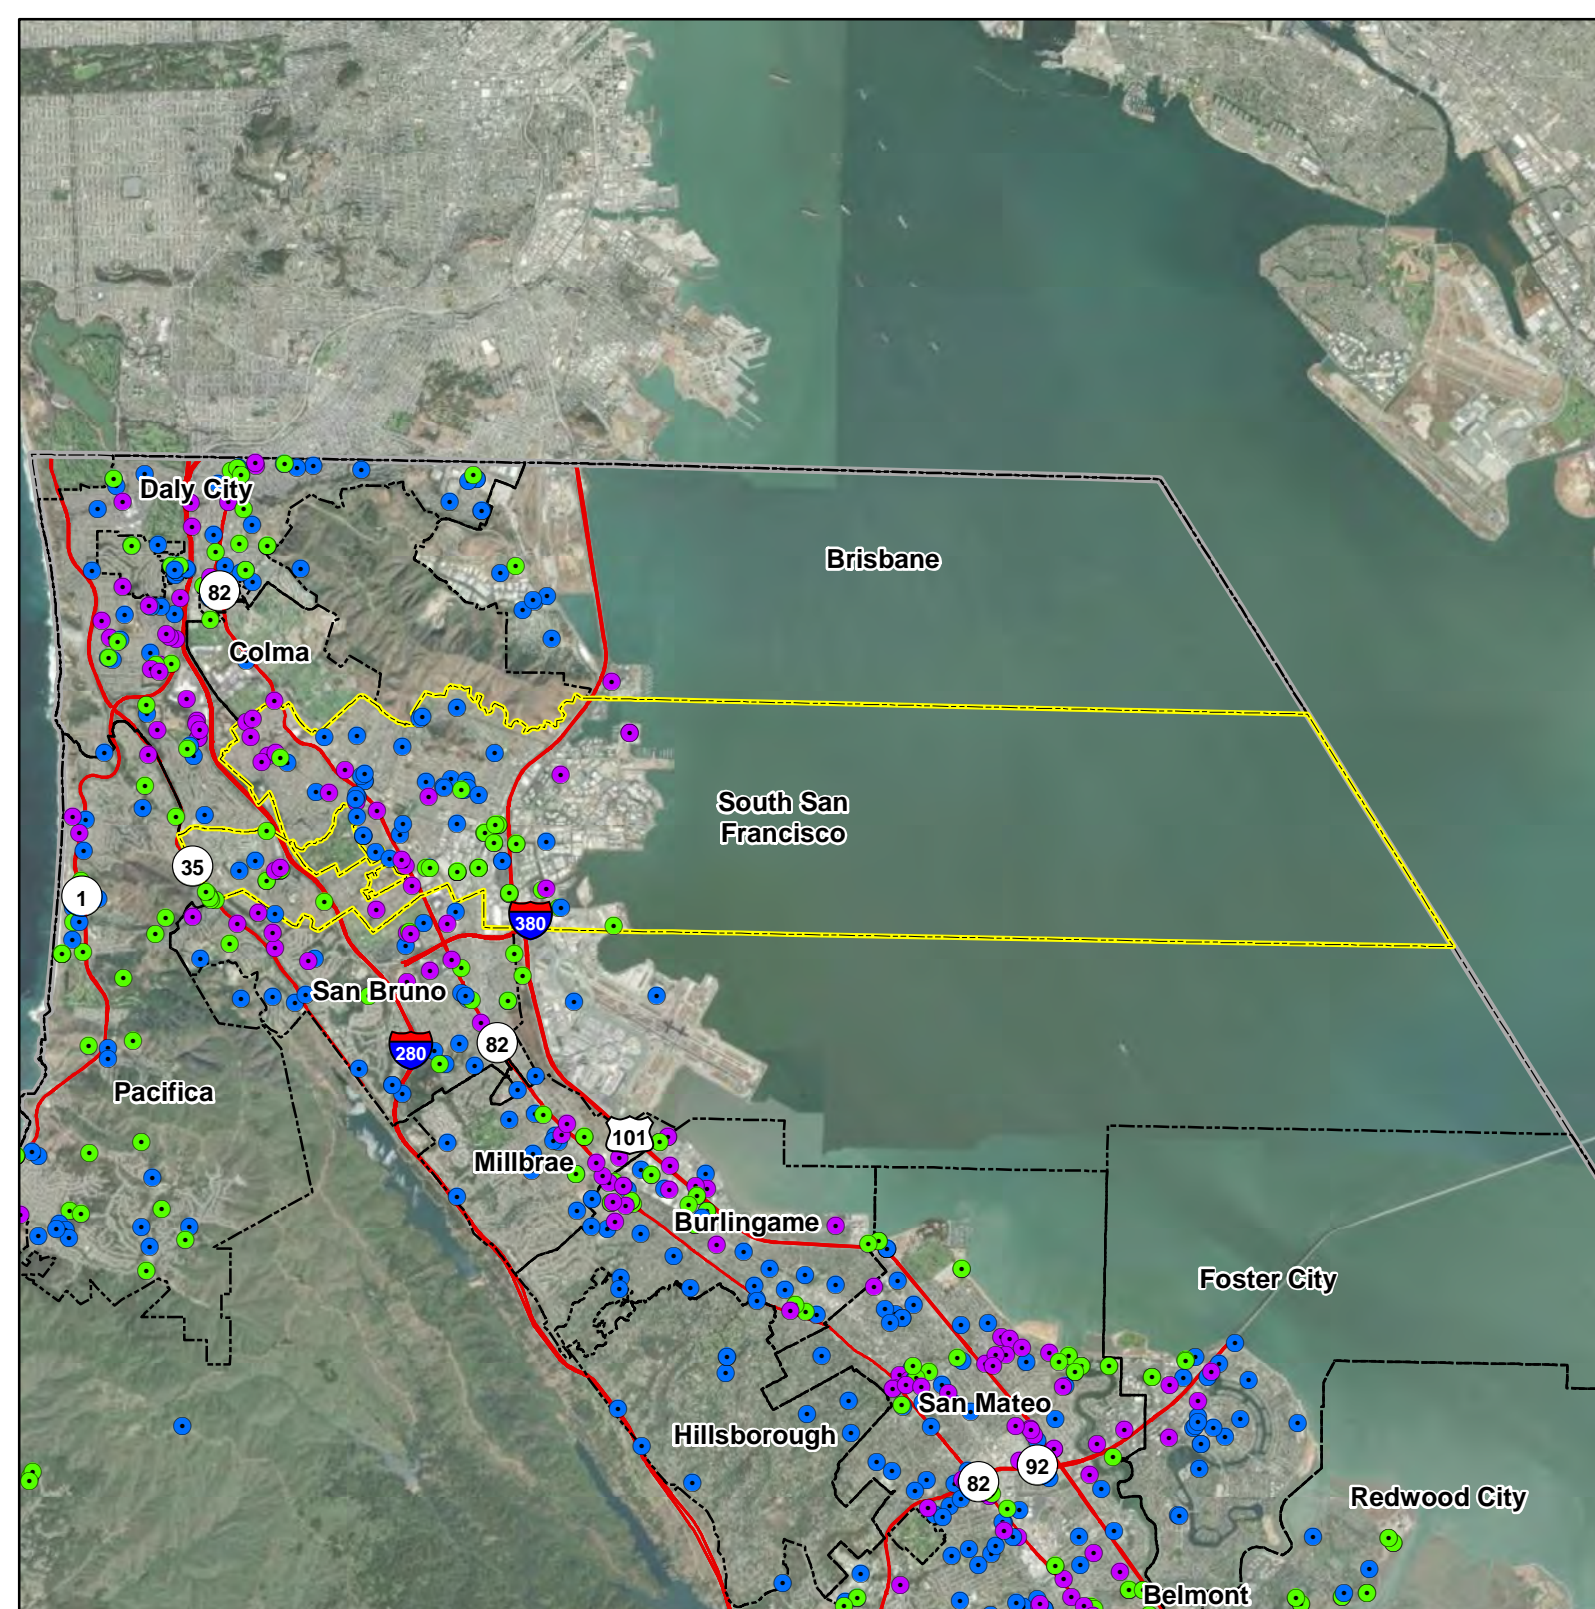 Daly City
Brisbane
82
Colma
South San
Francisco
35
1
380
San Bruno
280
82
Pacifica
101
Millbrae
Burlingame
Foster City
San Mateo
Hillsborough
92
82
Redwood City
Belmont